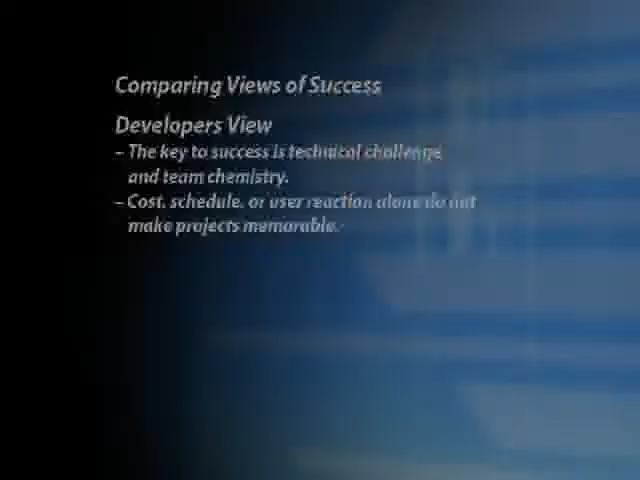 Comparing Views of Success
Developers View
– The key to success is technical challenge
and team chemistry.
– Cost, schedule, or user reaction alone do not
make projects memorable.